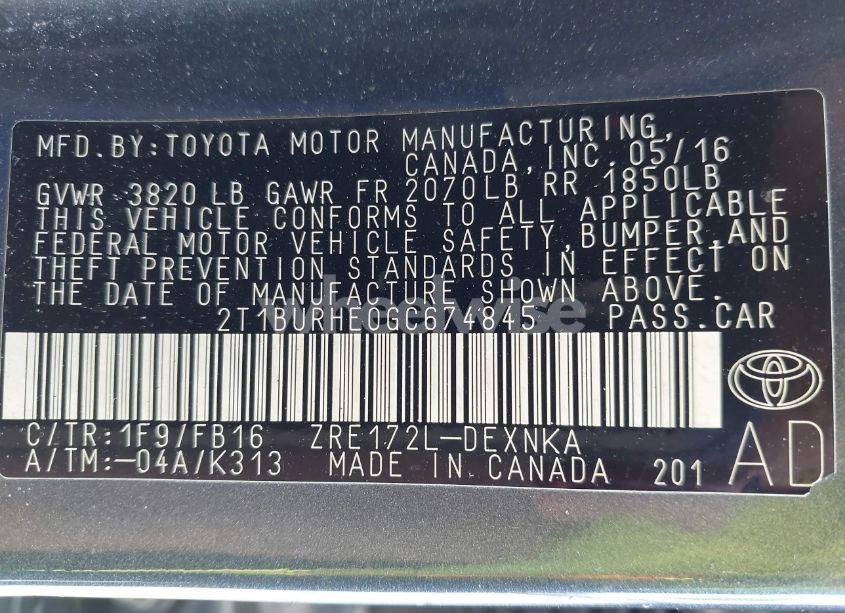 MFD.BY:TOYOTA MOTOR MANUFACTURING,
CANADA,INC.05/16
GVWR 3820 LB GAWR FR 2070LB RR 1850LB
THIS VEHICLE CONFORMS TO ALL APPLICABLE
FEDERAL MOTOR VEHICLE SAFETY,BUMPER,AND
THEFT PREVENTION STANDARDS IN EFFECT ON
THE DATE OF MANUFACTURE SHOWN ABOVE.
wheelwise
2T1BURHE0GC674845 PASS.CAR
C/TR:1F9/FB16 ZRE172L-DEXNKA
A/TM:-04A/K313 MADE IN CANADA 201 AD